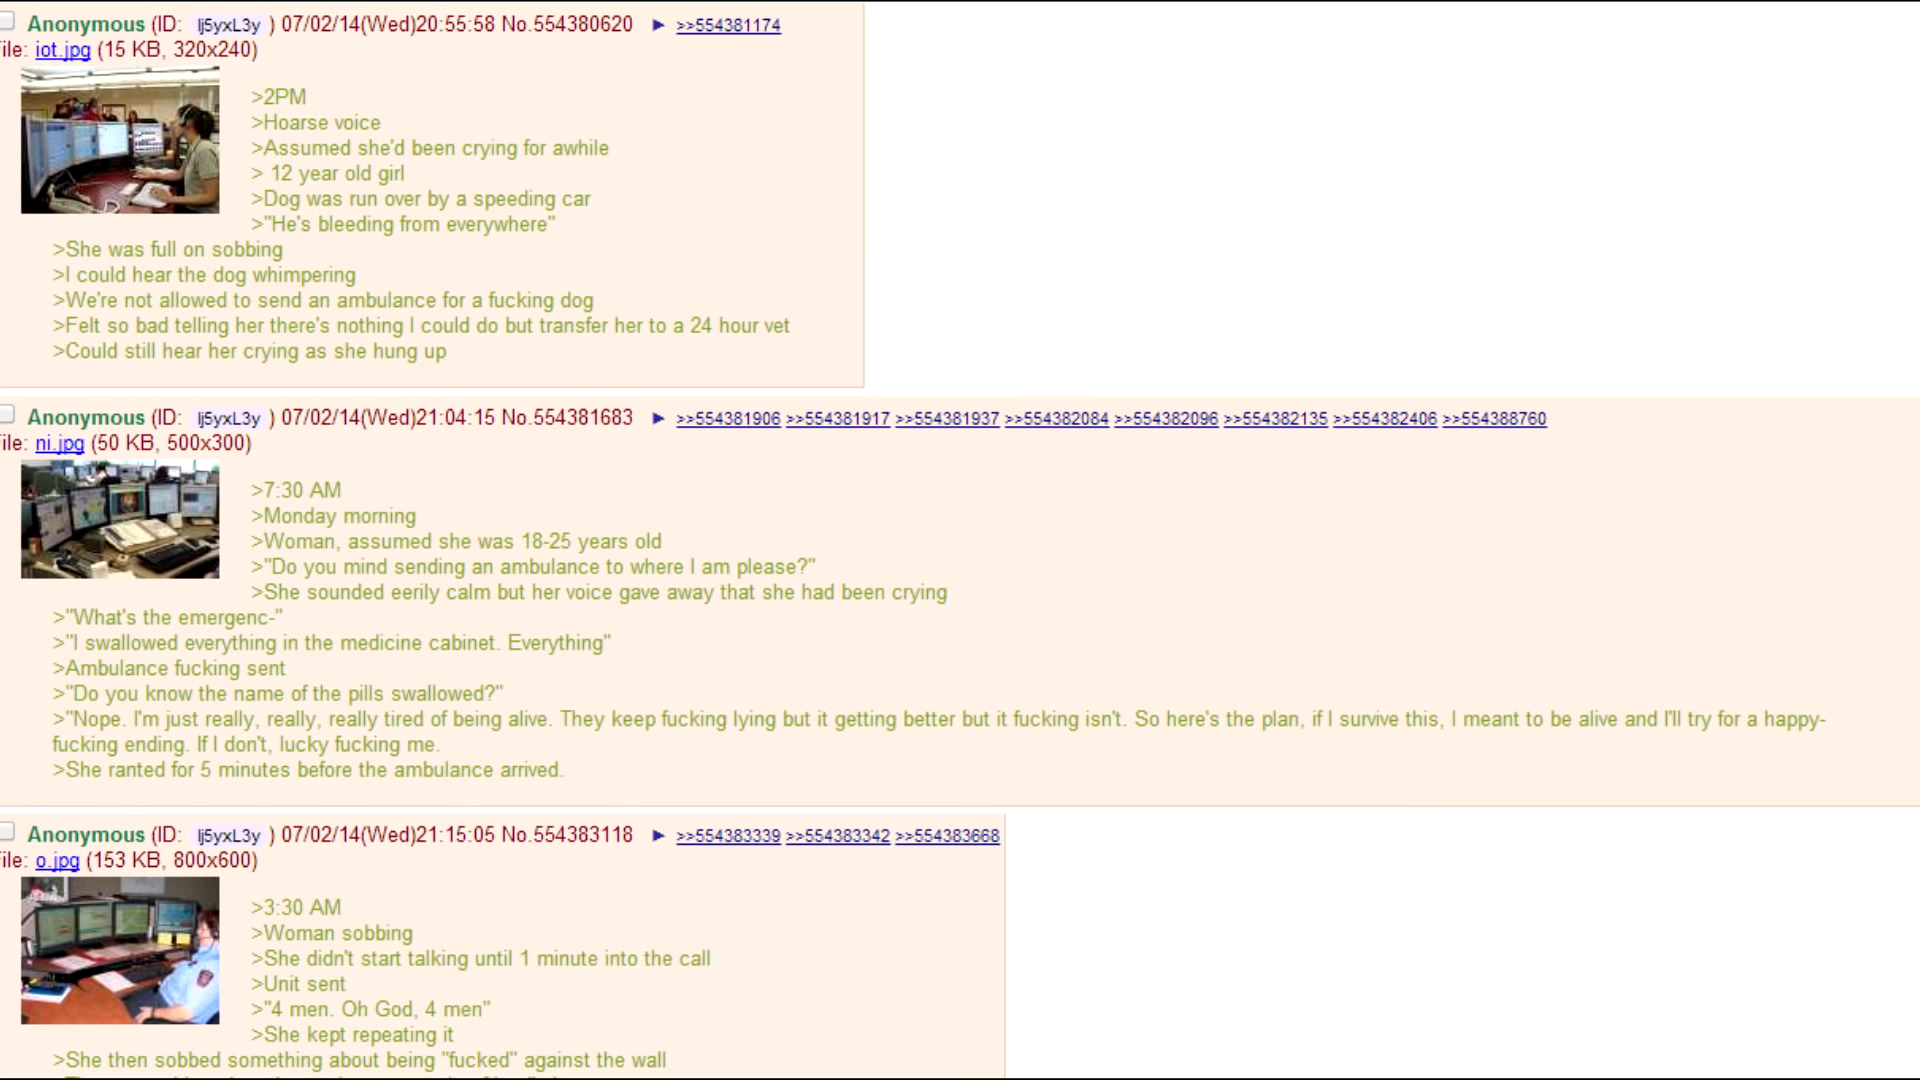 Anonymous (ID: lj5yxL3y ) 07/02/14(Wed)20:55:58 No.554380620 ► >>554381174
ile: iot.jpg (15 KB, 320x240)
>2PM
>Hoarse voice
>Assumed she'd been crying for awhile
> 12 year old girl
>Dog was run over by a speeding car
>"He's bleeding from everywhere"
>She was full on sobbing
>I could hear the dog whimpering
>We're not allowed to send an ambulance for a fucking dog
>Felt so bad telling her there's nothing I could do but transfer her to a 24 hour vet
>Could still hear her crying as she hung up
Anonymous (ID: lj5yxL3y ) 07/02/14(Wed)21:04:15 No.554381683 ► >>554381906 >>554381917 >>554381937 >>554382084 >>554382096 >>554382135 >>554382406 >>554388760
ile: ni.jpg (50 KB, 500x300)
>7:30 AM
>Monday morning
>Woman, assumed she was 18-25 years old
>"Do you mind sending an ambulance to where I am please?"
>She sounded eerily calm but her voice gave away that she had been crying
>"What's the emergenc-"
>"I swallowed everything in the medicine cabinet. Everything"
>Ambulance fucking sent
>"Do you know the name of the pills swallowed?"
>"Nope. I'm just really, really, really tired of being alive. They keep fucking lying but it getting better but it fucking isn't. So here's the plan, if I survive this, I meant to be alive and I'll try for a happy-
fucking ending. If I don't, lucky fucking me.
>She ranted for 5 minutes before the ambulance arrived.
Anonymous (ID: lj5yxL3y ) 07/02/14(Wed)21:15:05 No.554383118 ► >>554383339 >>554383342 >>554383668
ile: o.jpg (153 KB, 800x600)
>3:30 AM
>Woman sobbing
>She didn't start talking until 1 minute into the call
>Unit sent
>"4 men. Oh God, 4 men"
>She kept repeating it
>She then sobbed something about being "fucked" against the wall